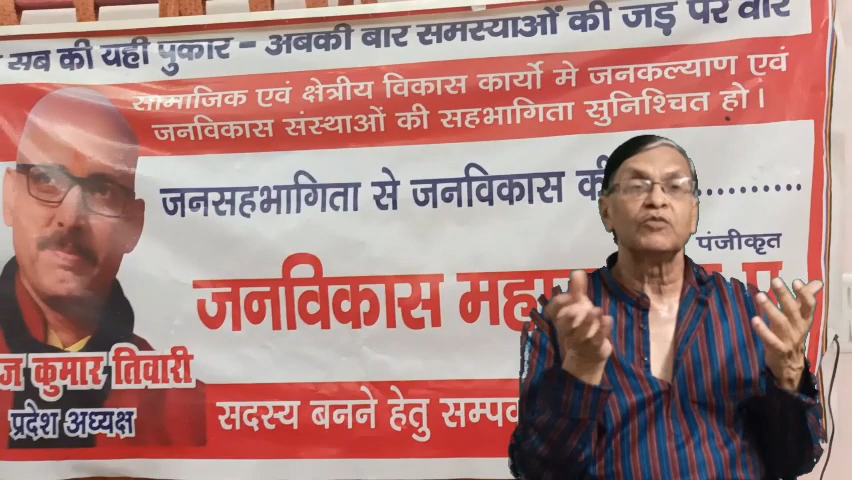 सब की यही पुकार - अबकी बार समस्याओं की जड़ पर वार
सामाजिक एवं क्षेत्रीय विकास कार्यो मे जनकल्याण एवं
जनविकास संस्थाओं की सहभागिता सुनिश्चित हो।
जनसहभागिता से जनविकास की ..........
पंजीकृत
जनविकास
कुमार तिवारी
प्रदेश अध्यक्ष
सदस्य बनने हेतु